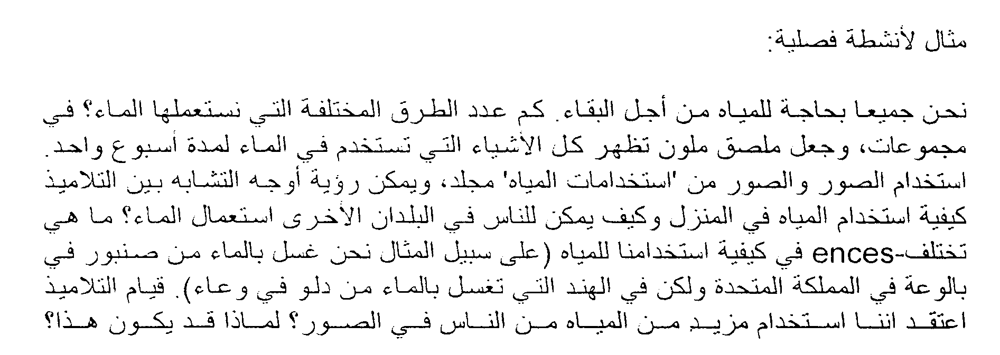 مثال لأنشطة فصلية:
نحن جميعا بحاجة للمياه من أجل البقاء. كم عدد الطرق المختلفة التي نستعملها الماء؟ في
مجموعات، وجعل ملصق ملون تظهر كل الأشياء التي تستخدم في الماء لمدة أسبوع واحد.
استخدام الصور والصور من 'استخدامات المياه' مجلد، ويمكن رؤية أوجه التشابه بين التلاميذ
كيفية استخدام المياه في المنزل وكيف يمكن للناس في البلدان الأخرى استعمال الماء؟ ما هي
تختلف-ences في كيفية استخدامنا للمياه (على سبيل المثال نحن غسل بالماء من صنبور في
بالوعة في المملكة المتحدة ولكن في الهند التي تغسل بالماء من دلو في وعاء). قيام التلاميذ
اعتقد اننا استخدام مزيد من المياه من الناس في الصور؟ لماذا قد يكون هذا؟